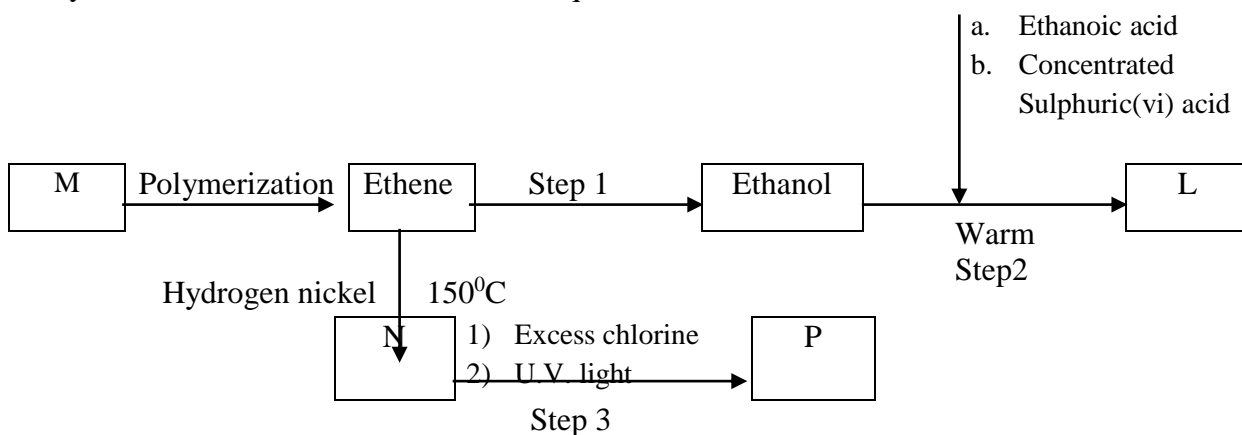 a. Ethanoic acid
b. Concentrated
Sulphuric(vi) acid
M
Polymerization
Ethene
Step 1
Ethanol
L
Warm
Step2
Hydrogen nickel
150⁰C
N
1) Excess chlorine
2) U.V. light
P
Step 3